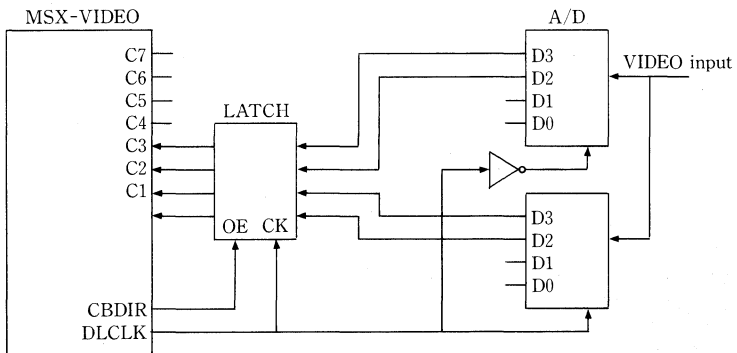 MSX-VIDEO
A/D
C7
C6
C5
C4
C3
C2
C1
LATCH
OE CK
D3
D2
D1
D0
VIDEO input
D3
D2
D1
D0
CBDIR
DLCLK